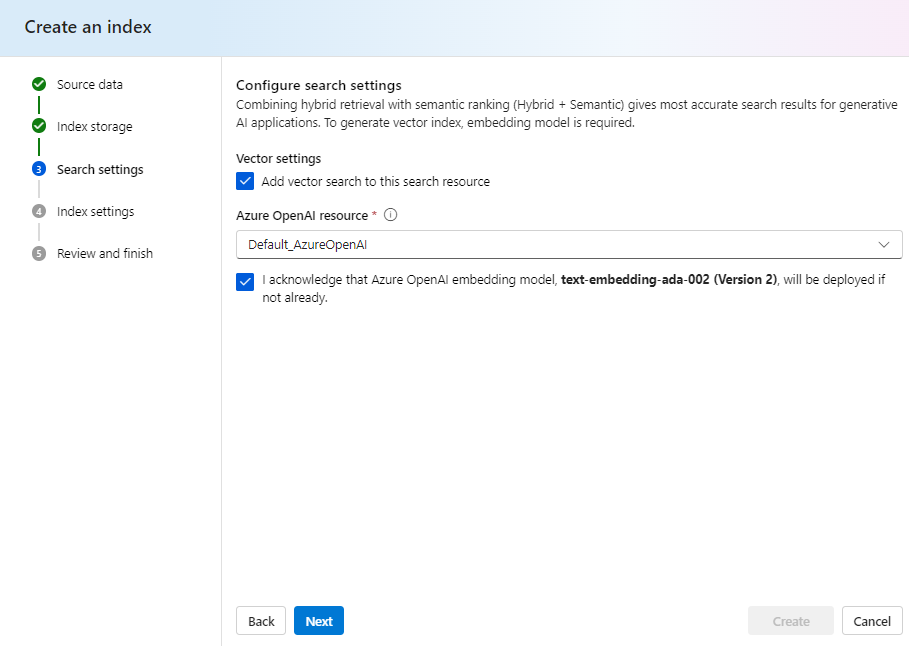 Create an index
Source data
Index storage
3 Search settings
4 Index settings
5 Review and finish
Configure search settings
Combining hybrid retrieval with semantic ranking (Hybrid + Semantic) gives most accurate search results for generative
AI applications. To generate vector index, embedding model is required.
Vector settings
Add vector search to this search resource
Azure OpenAI resource *
Default_AzureOpenAI
I acknowledge that Azure OpenAI embedding model, text-embedding-ada-002 (Version 2), will be deployed if
not already.
Back Next Create Cancel